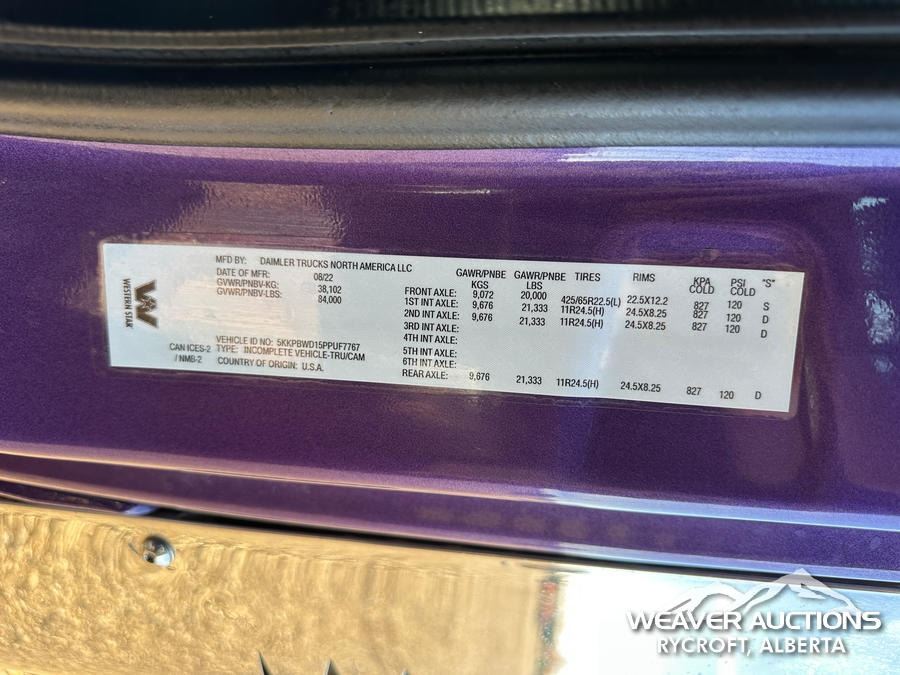 WESTERN STAR
MFD BY: DAIMLER TRUCKS NORTH AMERICA LLC
DATE OF MFR: 08/22
GVWR/PNBV-KG: 38,102
GVWR/PNBV-LBS: 84,000
VEHICLE ID NO.: 5KKPBWD15PPUF7767
CAN ICES-2 TYPE: INCOMPLETE VEHICLE-TRU/CAM
/ NMB-2 COUNTRY OF ORIGIN: U.S.A.
GAWR/PNBE KGS GAWR/PNBE LBS TIRES RIMS KPA COLD PSI COLD "S"
FRONT AXLE: 9,072 20,000 425/65R22.5(L) 22.5X12.2 827 120 S
1ST INT AXLE: 9,676 21,333 11R24.5(H) 24.5X8.25 827 120 D
2ND INT AXLE: 9,676 21,333 11R24.5(H) 24.5X8.25 827 120 D
3RD INT AXLE:
4TH INT AXLE:
5TH INT AXLE:
6TH INT AXLE:
REAR AXLE: 9,676 21,333 11R24.5(H) 24.5X8.25 827 120 D
WEAVER AUCTIONS
RYCROFT, ALBERTA